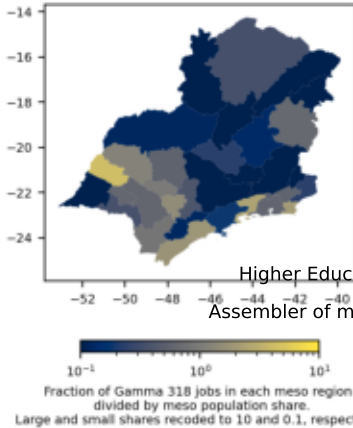 −14
−16
−18
−20
−22
−24
Higher Educ
−52 −50 −48 −46 −44 −42 −40
Assembler of m
10−1 100 101
Fraction of Gamma 318 jobs in each meso region
divided by meso population share.
Large and small shares recoded to 10 and 0.1, respec